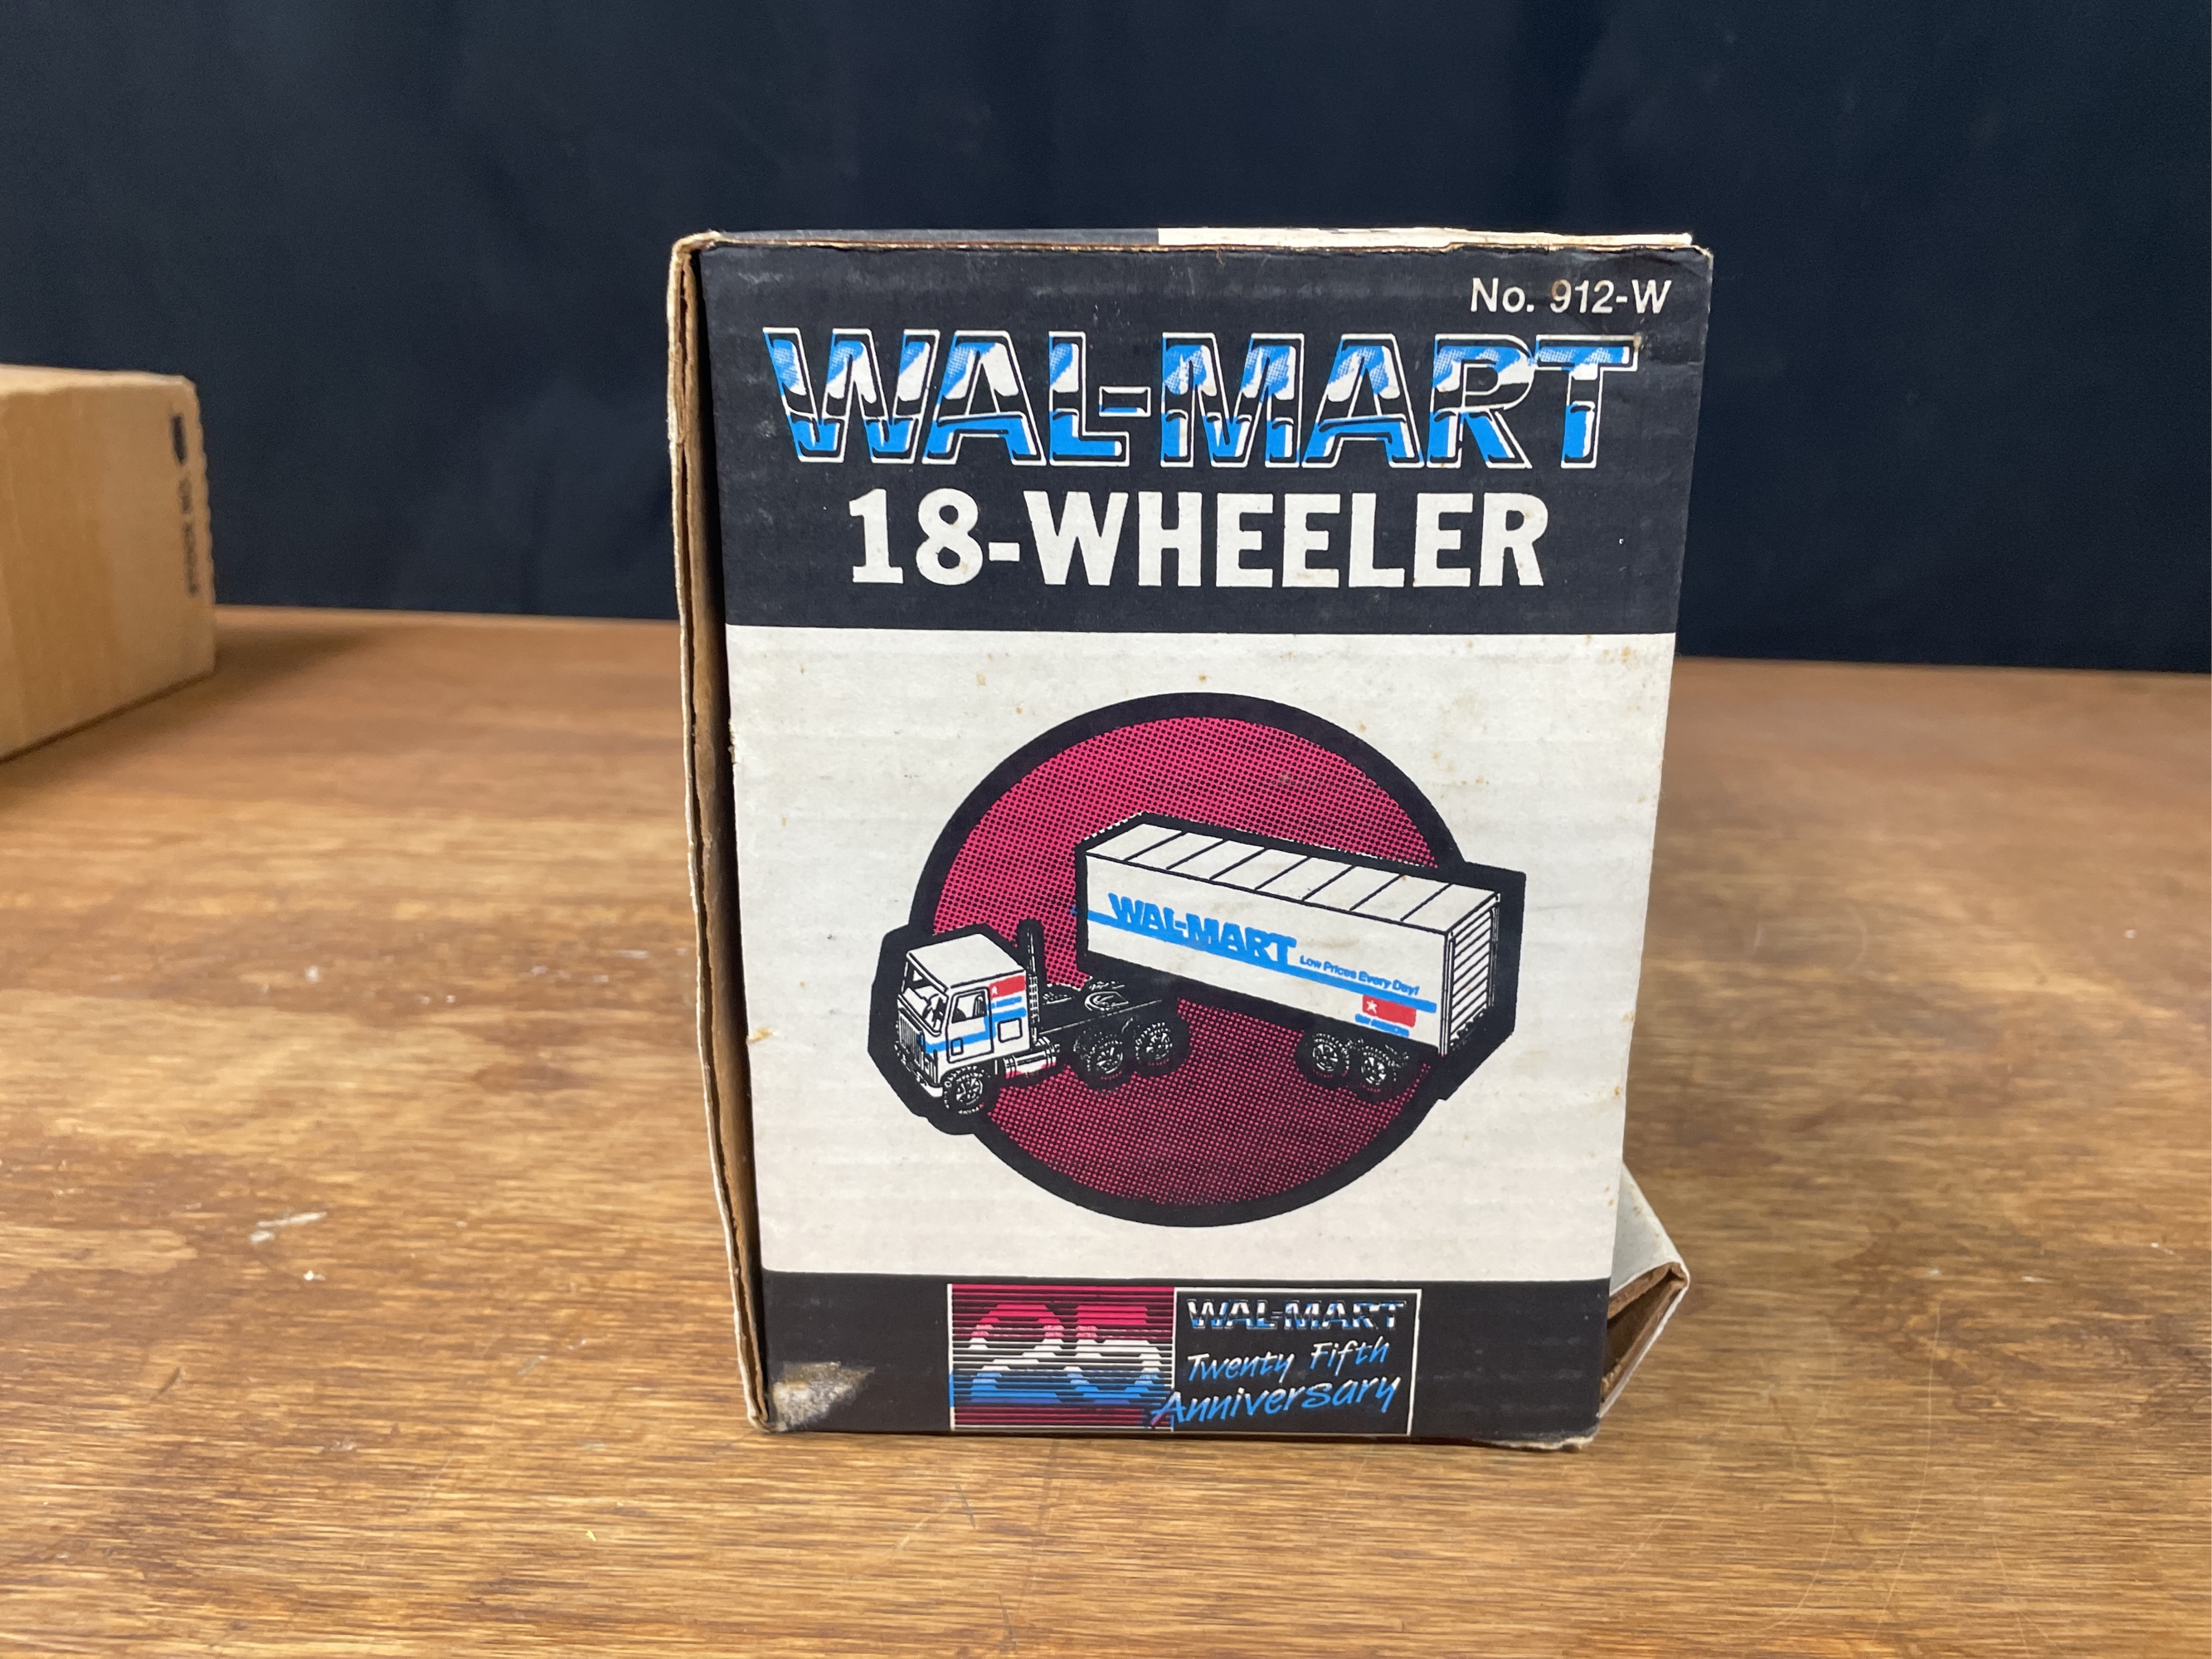 No. 912-W
WAL-MART
18-WHEELER
WAL-MART
Low Prices Every Day!
25
WAL-MART
Twenty Fifth
Anniversary